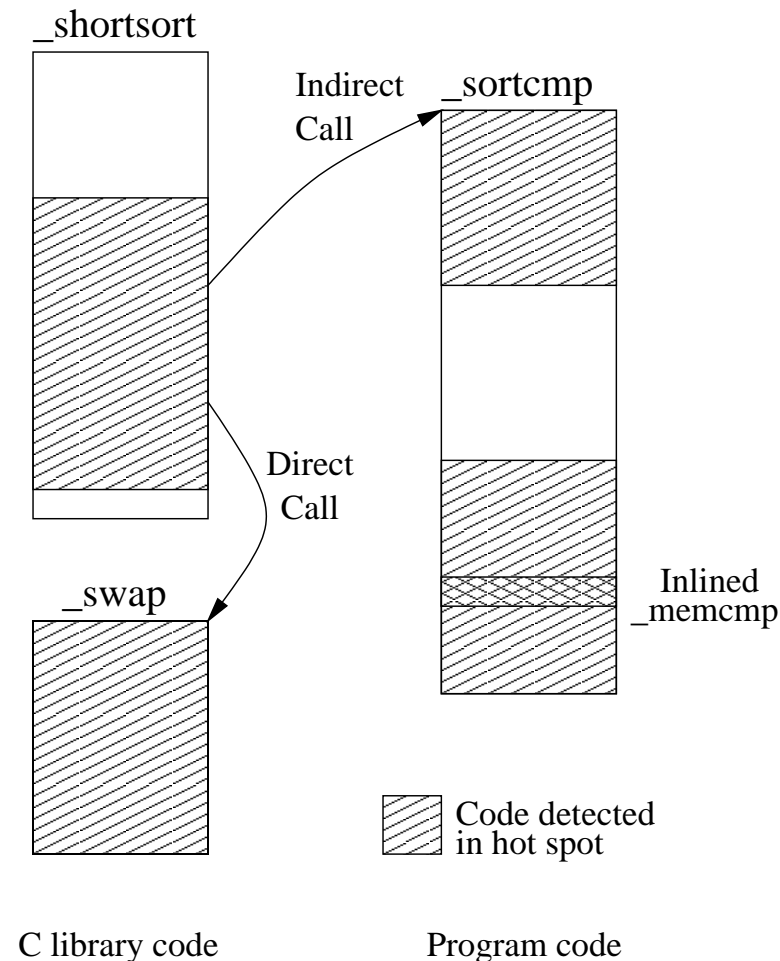 _shortsort
Indirect
Call
_sortcmp
Direct
Call
_swap
Inlined
_memcmp
Code detected
in hot spot
C library code
Program code